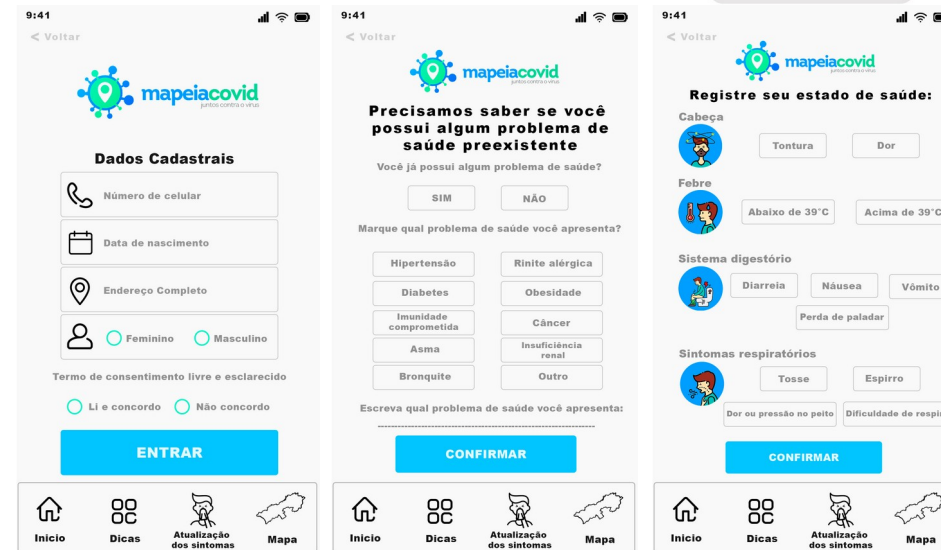 9:41
< Voltar
mapeiacovid
juntos contra o vírus
Dados Cadastrais
Número de celular
Data de nascimento
Endereço Completo
Feminino
Masculino
Termo de consentimento livre e esclarecido
Li e concordo
Não concordo
ENTRAR
Inicio
Dicas
Atualização
dos sintomas
Mapa
9:41
< Voltar
mapeiacovid
juntos contra o vírus
Precisamos saber se você
possui algum problema de
saúde preexistente
Você já possui algum problema de saúde?
SIM
NÃO
Marque qual problema de saúde você apresenta?
Hipertensão
Rinite alérgica
Diabetes
Obesidade
Imunidade
comprometida
Câncer
Asma
Insuficiência
renal
Bronquite
Outro
Escreva qual problema de saúde você apresenta:
CONFIRMAR
Inicio
Dicas
Atualização
dos sintomas
Mapa
9:41
< Voltar
mapeiacovid
juntos contra o vírus
Registre seu estado de saúde:
Cabeça
Tontura
Dor
Febre
Abaixo de 39°C
Acima de 39°C
Sistema digestório
Diarreia
Náusea
Vômito
Perda de paladar
Sintomas respiratórios
Tosse
Espirro
Dor ou pressão no peito
Dificuldade de respi
CONFIRMAR
Inicio
Dicas
Atualização
dos sintomas
Mapa